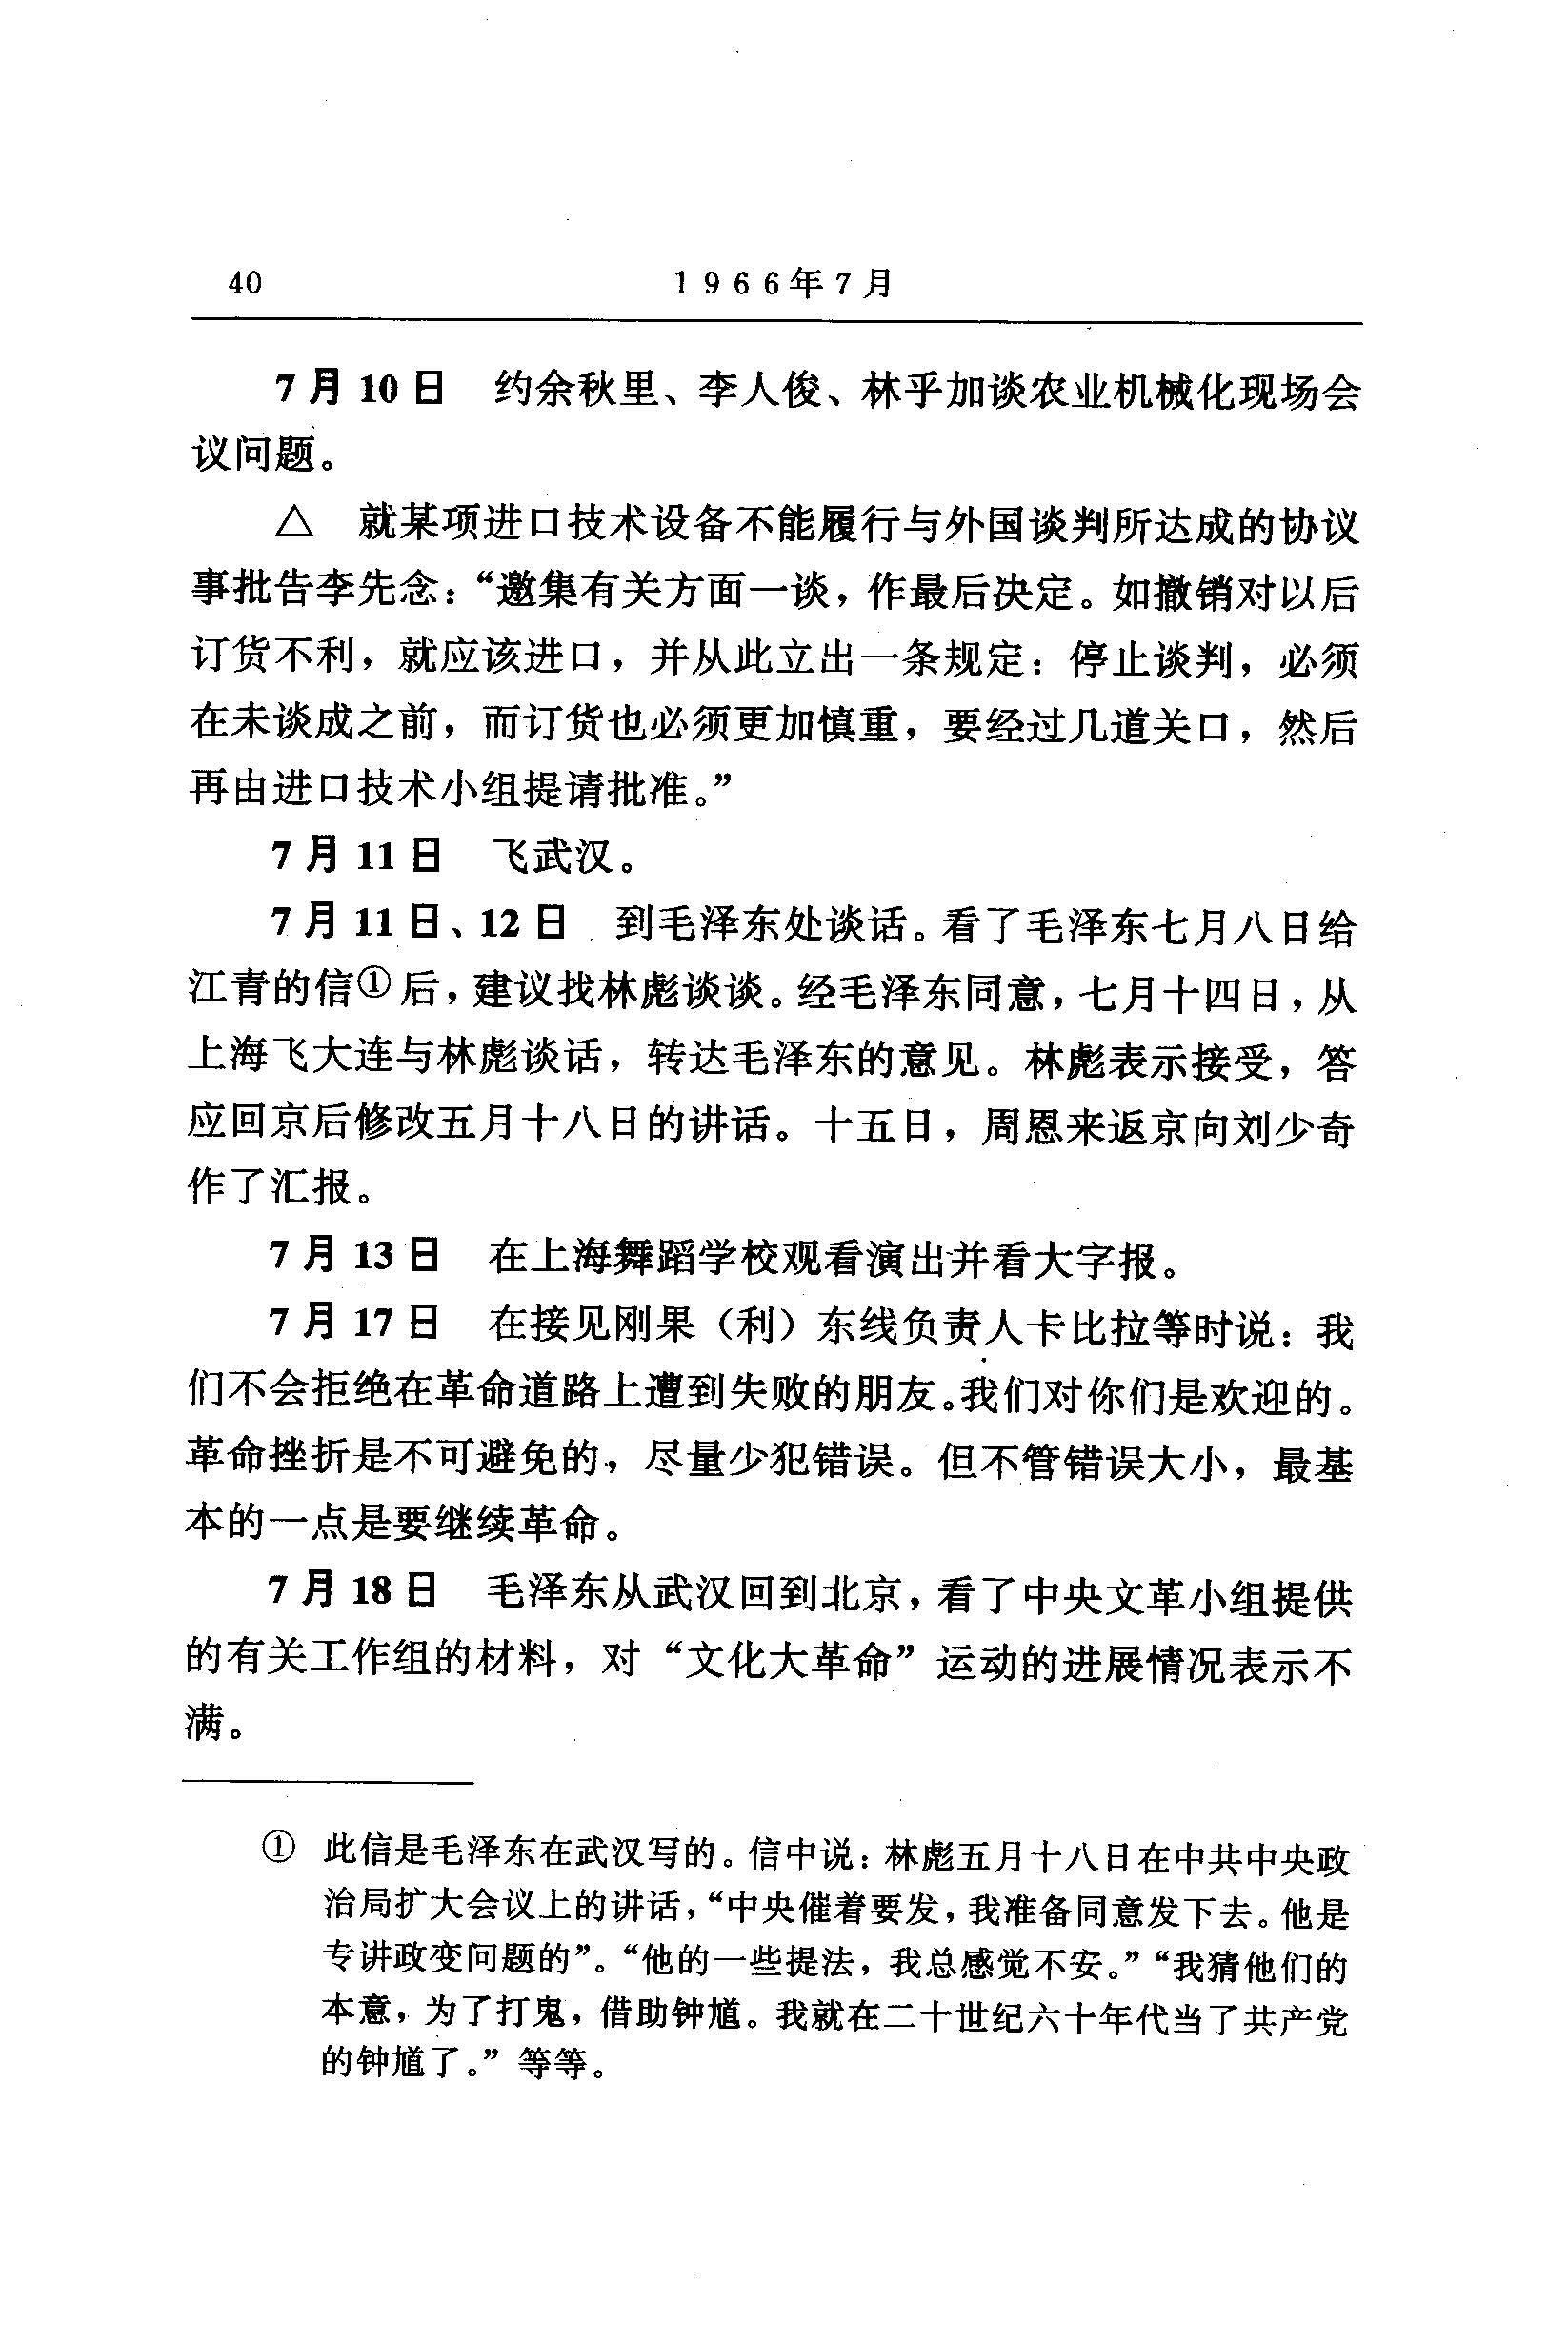 40 1966年7月
7月10日 约余秋里、李人俊、林乎加谈农业机械化现场会
议问题。
△ 就某项进口技术设备不能履行与外国谈判所达成的协议
事批告李先念：“邀集有关方面一谈，作最后决定。如撤销对以后
订货不利，就应该进口，并从此立出一条规定：停止谈判，必须
在未谈成之前，而订货也必须更加慎重，要经过几道关口，然后
再由进口技术小组提请批准。”
7月11日 飞武汉。
7月11日、12日 到毛泽东处谈话。看了毛泽东七月八日给
江青的信①后，建议找林彪谈谈。经毛泽东同意，七月十四日，从
上海飞大连与林彪谈话，转达毛泽东的意见。林彪表示接受，答
应回京后修改五月十八日的讲话。十五日，周恩来返京向刘少奇
作了汇报。
7月13日 在上海舞蹈学校观看演出并看大字报。
7月17日 在接见刚果（利）东线负责人卡比拉等时说：我
们不会拒绝在革命道路上遭到失败的朋友。我们对你们是欢迎的。
革命挫折是不可避免的，尽量少犯错误。但不管错误大小，最基
本的一点是要继续革命。
7月18日 毛泽东从武汉回到北京，看了中央文革小组提供
的有关工作组的材料，对“文化大革命”运动的进展情况表示不
满。
① 此信是毛泽东在武汉写的。信中说：林彪五月十八日在中共中央政
治局扩大会议上的讲话，“中央催着要发，我准备同意发下去。他是
专讲政变问题的”。“他的一些提法，我总感觉不安。”“我猜他们的
本意，为了打鬼，借助钟馗。我就在二十世纪六十年代当了共产党
的钟馗了。”等等。